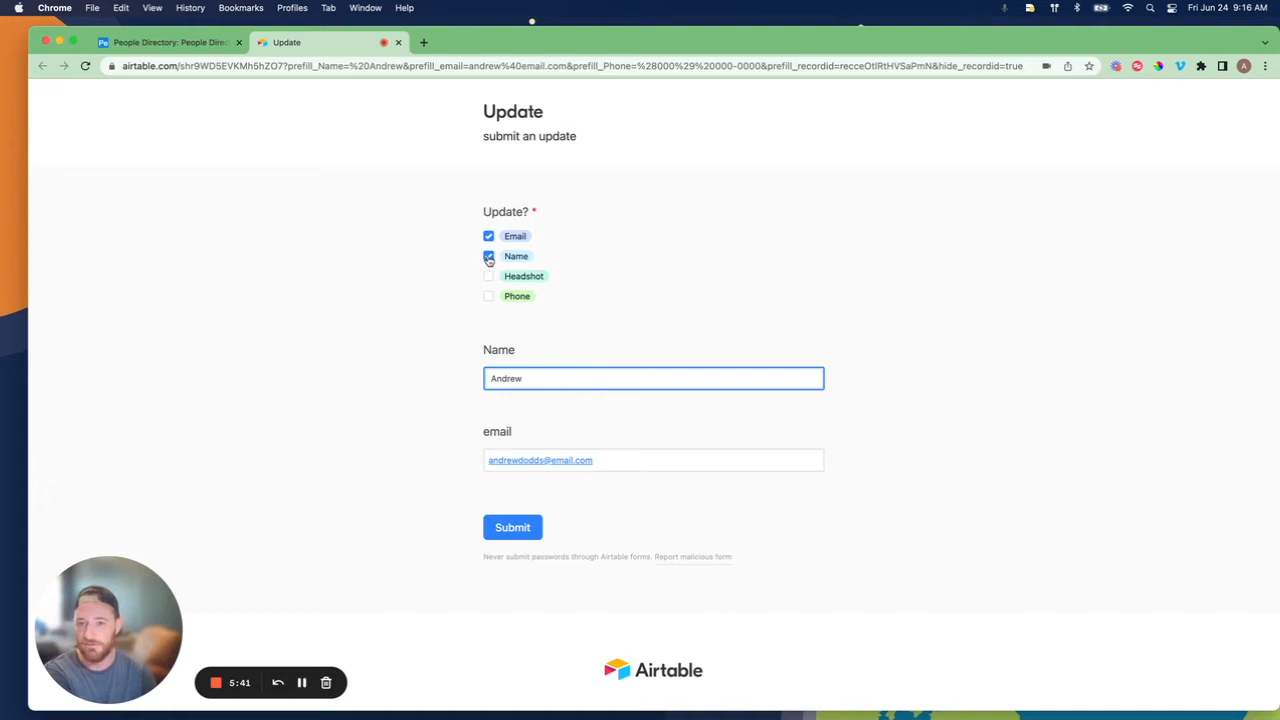 Chrome File Edit View History Bookmarks Profiles Tab Window Help Fri Jun 24 9:16 AM
People Directory: People Direc Update
airtable.com/shr9WD5EVKMh5hZO7?prefill_Name=%20Andrew&prefill_email=andrew%40email.com&prefill_Phone=%28000%29%20000-0000&prefill_recordid=recceOtIRtHVSaPmN&hide_recordid=true
Update
submit an update
Update? *
Email
Name
Headshot
Phone
Name
Andrew
email
andrewdodds@email.com
Submit
Never submit passwords through Airtable forms. Report malicious form
5:41
Airtable